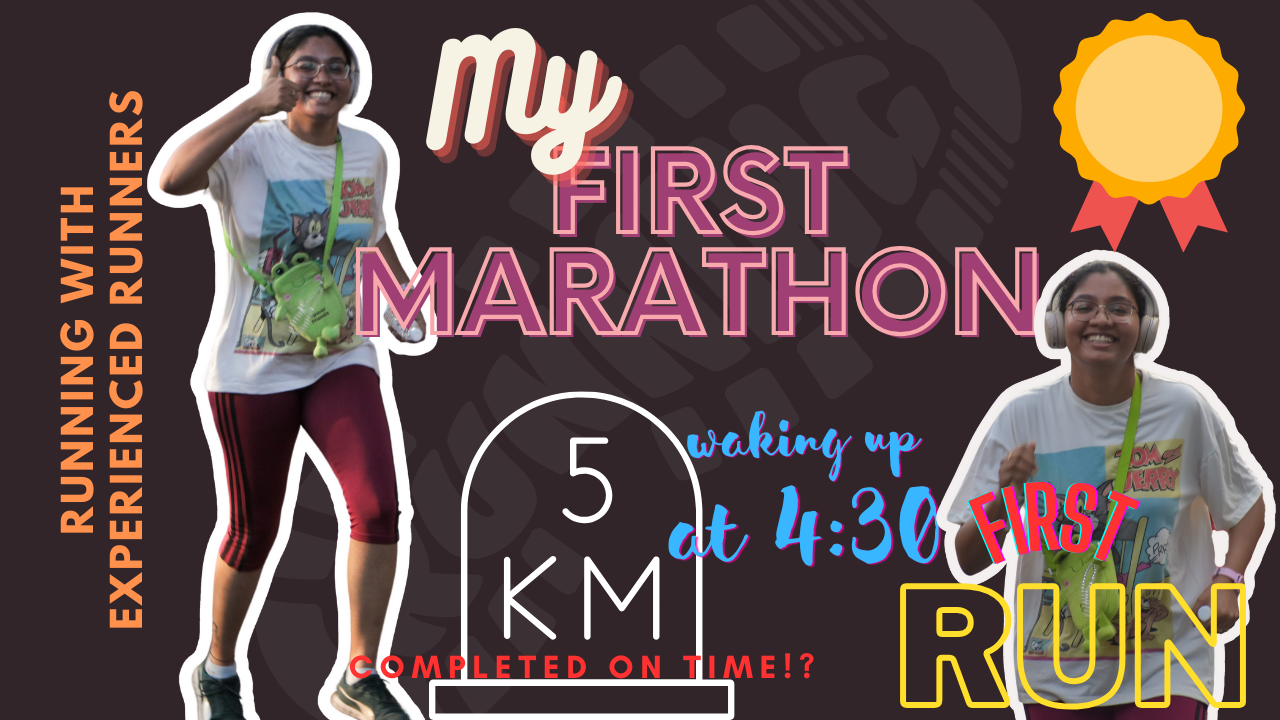 RUNNING WITH
EXPERIENCED RUNNERS
My
FIRST
MARATHON
5
KM
waking up
at 4:30
COMPLETED ON TIME!?
FIRST
RUN